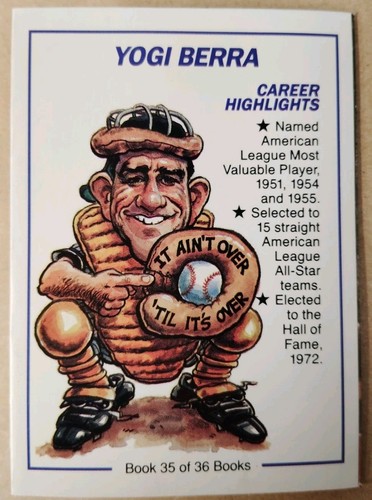 YOGI BERRA
CAREER
HIGHLIGHTS
★ Named
American
League Most
Valuable Player,
1951, 1954
and 1955.
★ Selected to
15 straight
American
League
All-Star
teams.
★ Elected
to the
Hall of
Fame,
1972.
IT AIN'T OVER
'TIL IT'S OVER
Book 35 of 36 Books